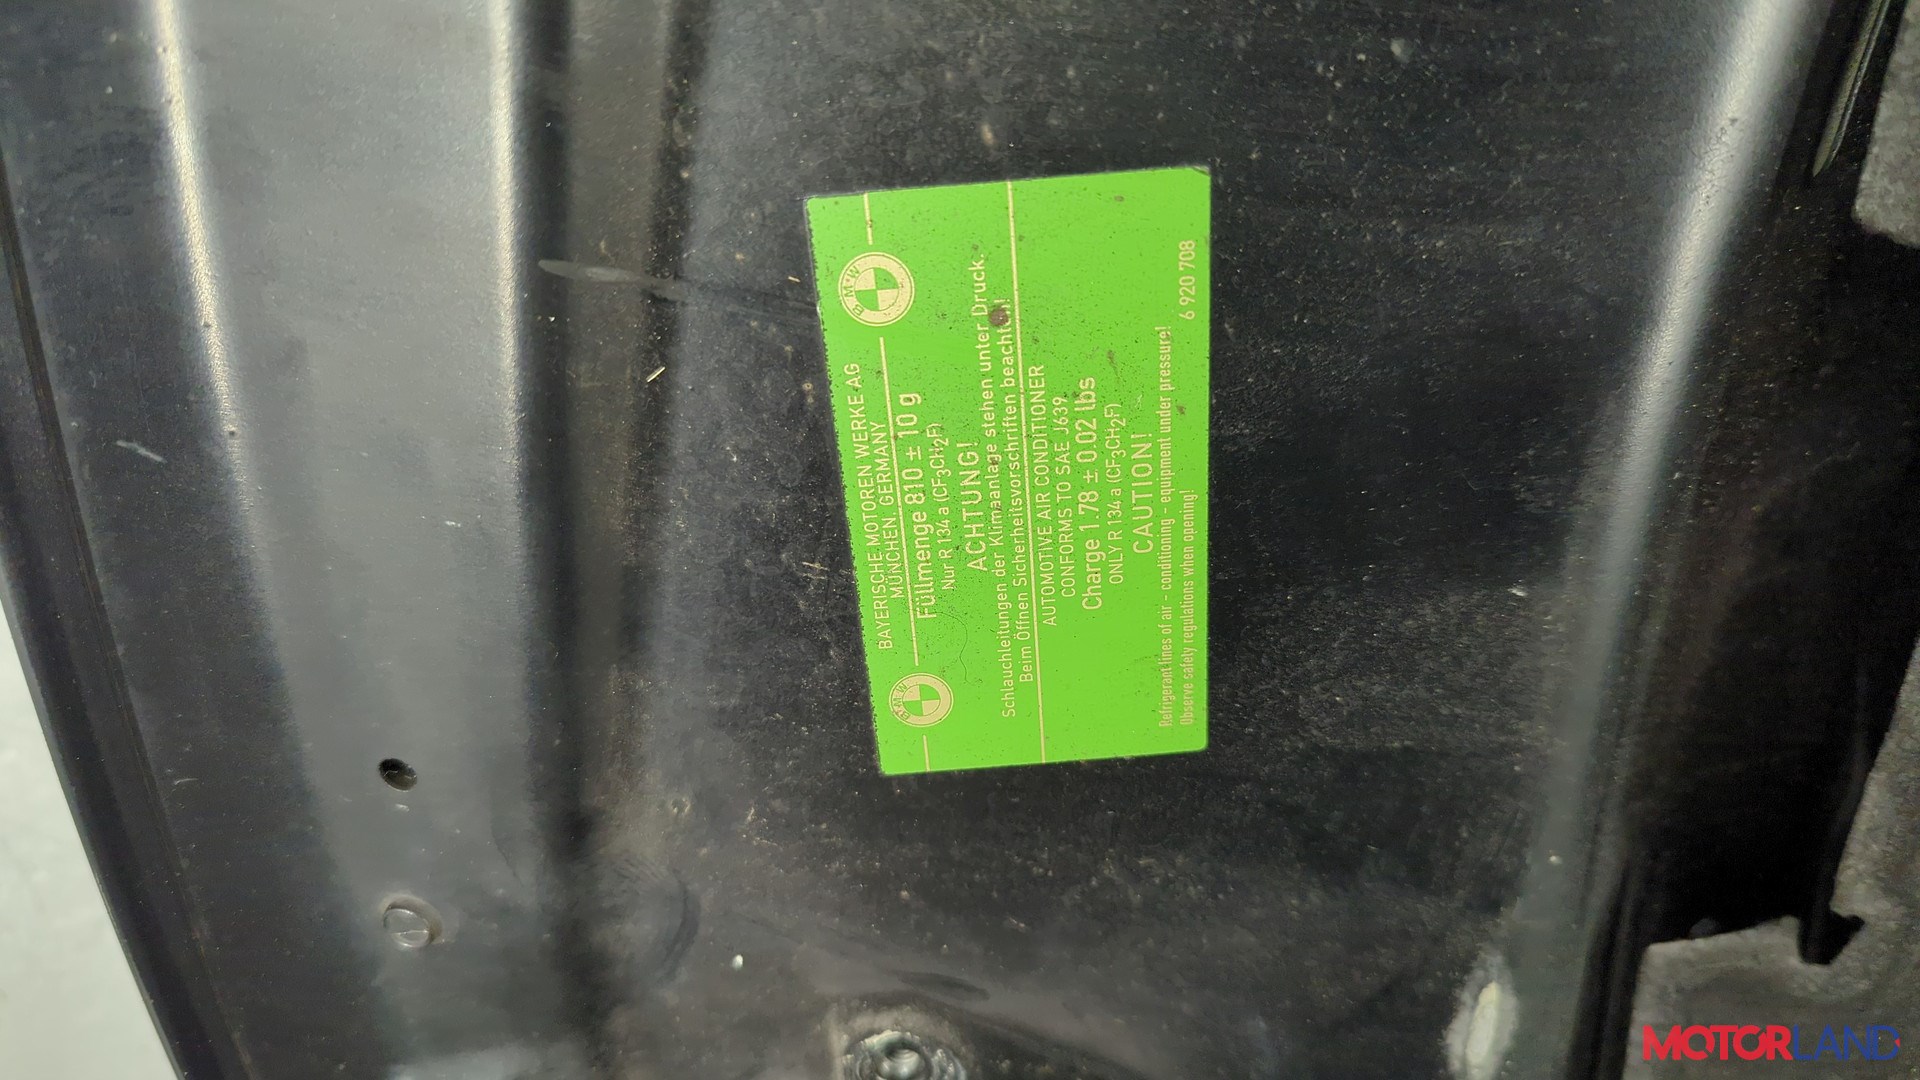 BMW
BMW
BAYERISCHE MOTOREN WERKE AG
MÜNCHEN GERMANY
Füllmenge 810 ± 10 g
Nur R 134 a (CF3CH2F)
ACHTUNG!
Schlauchleitungen der Klimaanlage stehen unter Druck.
Beim Öffnen Sicherheitsvorschriften beachten!
AUTOMOTIVE AIR CONDITIONER
CONFORMS TO SAE J639
Charge 1.78 ± 0.02 lbs
ONLY R 134 a (CF3CH2F)
CAUTION!
Refrigerant lines of air - conditioning - equipment under pressure!
Observe safety regulations when opening!
6 920 708
MOTORLAND